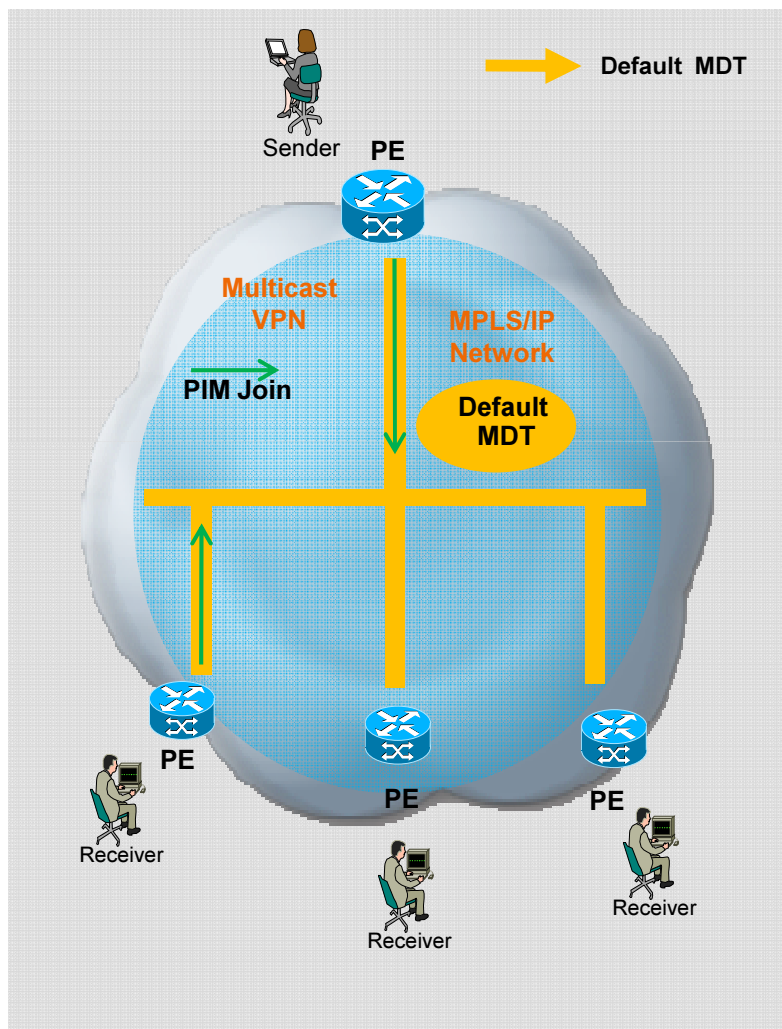 Default MDT
Sender
PE
Multicast
VPN
MPLS/IP
Network
PIM Join
Default
MDT
PE
PE
PE
Receiver
Receiver
Receiver